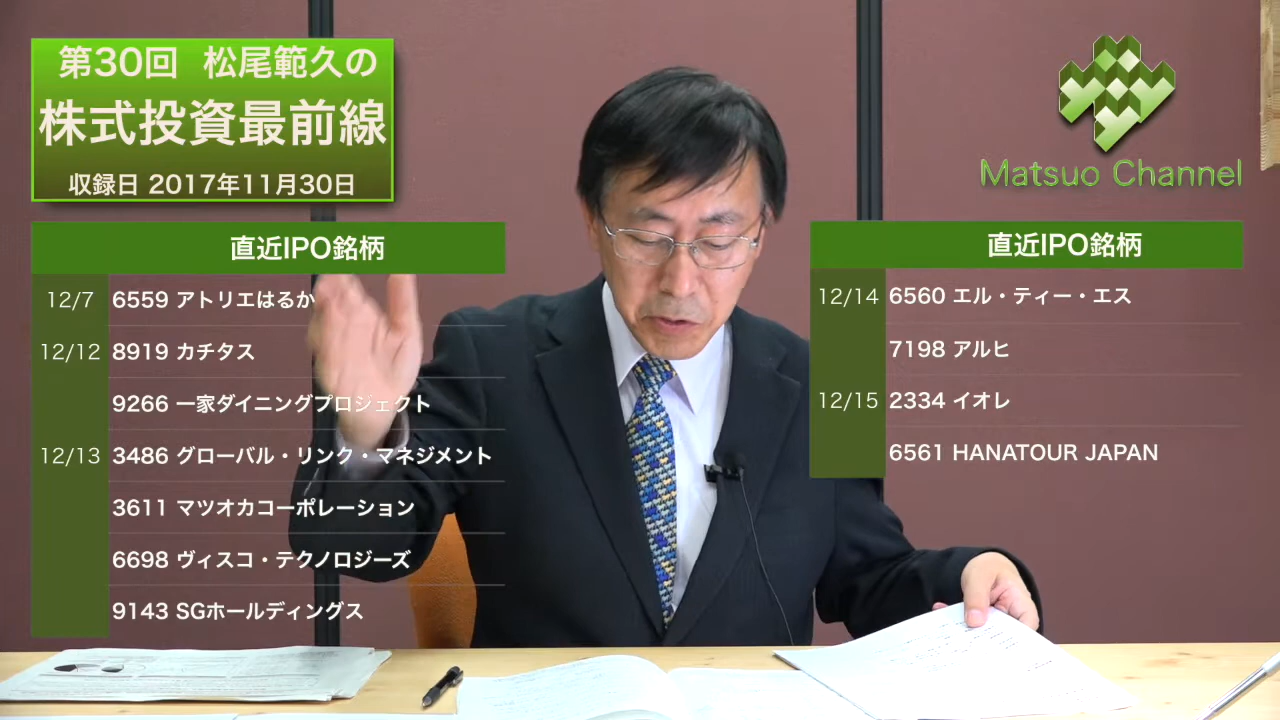 第30回 松尾範久の
株式投資最前線
収録日 2017年11月30日
Matsuo Channel
直近IPO銘柄
12/7 6559 アトリエはるか
12/12 8919 カチタス
9266 一家ダイニングプロジェクト
12/13 3486 グローバル・リンク・マネジメント
3611 マツオカコーポレーション
6698 ヴィスコ・テクノロジーズ
9143 SGホールディングス
直近IPO銘柄
12/14 6560 エル・ティー・エス
7198 アルヒ
12/15 2334 イオレ
6561 HANATOUR JAPAN